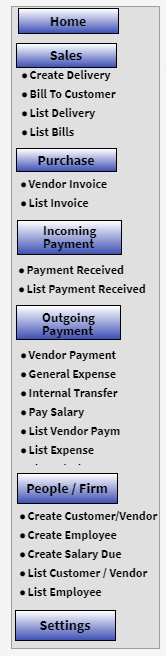 Home
Sales
• Create Delivery
• Bill To Customer
• List Delivery
• List Bills
Purchase
• Vendor Invoice
• List Invoice
Incoming
Payment
• Payment Received
• List Payment Received
Outgoing
Payment
• Vendor Payment
• General Expense
• Internal Transfer
• Pay Salary
• List Vendor Paym
• List Expense
People / Firm
• Create Customer/Vendor
• Create Employee
• Create Salary Due
• List Customer / Vendor
• List Employee
Settings